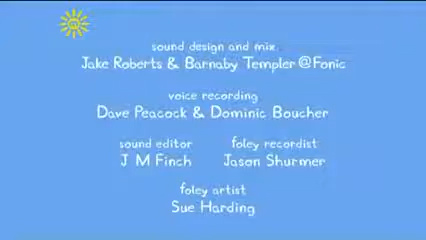 sound design and mix
Jake Roberts & Barnaby Templer @Fonic
voice recording
Dave Peacock & Dominic Boucher
sound editor
J M Finch
foley recordist
Jason Shurmer
foley artist
Sue Harding